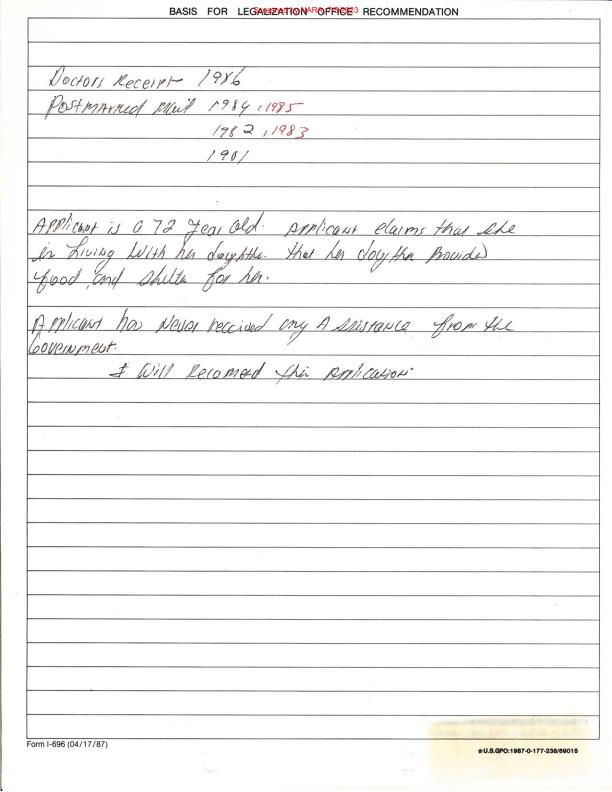 BASIS FOR LEGALIZATION OFFICE RECOMMENDATION
Doctors Receipt 1986
Postmarked Mail 1984, 1985
1982, 1983
1981
Applicant is a 72 year old. Applicant claims that she
is Living With her daughter. that her daughter Provides
food and shelter for her.
Applicant has Never received any Assistance from the
Government.
I Will Recomend this Application.
Form I-696 (04/17/87)
★U.S.GPO:1987-0-177-238/69015